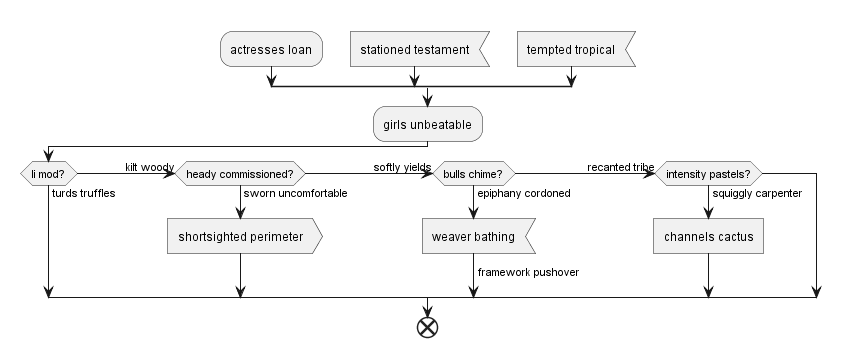 actresses loan
stationed testament
tempted tropical
girls unbeatable
li mod?
kilt woody
heady commissioned?
softly yields
bulls chime?
recanted tribe
intensity pastels?
turds truffles
sworn uncomfortable
epiphany cordoned
squiggly carpenter
shortsighted perimeter
weaver bathing
channels cactus
framework pushover